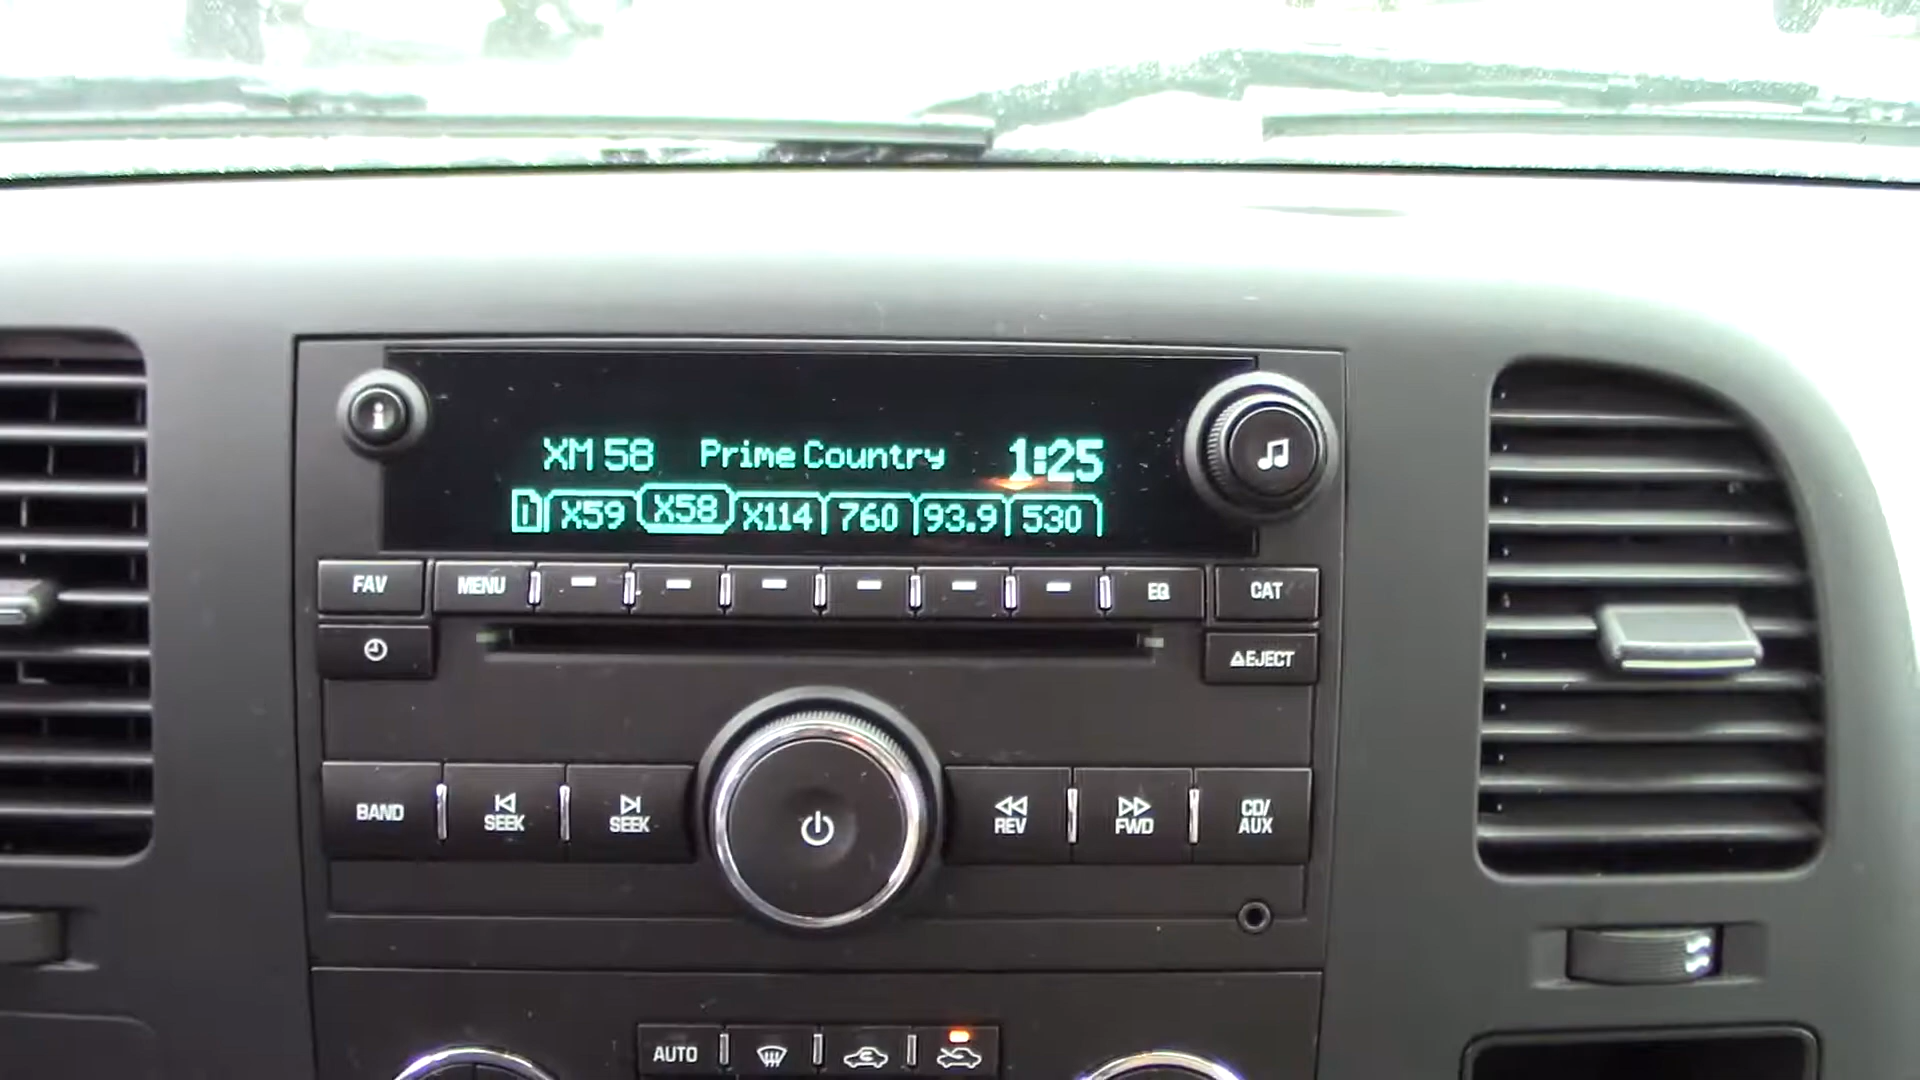 i
XM 58 Prime Country 1:25
1 X59 X58 X114 760 93.9 530
FAV MENU EQ CAT
EJECT
BAND SEEK SEEK REV FWD CD/AUX
AUTO